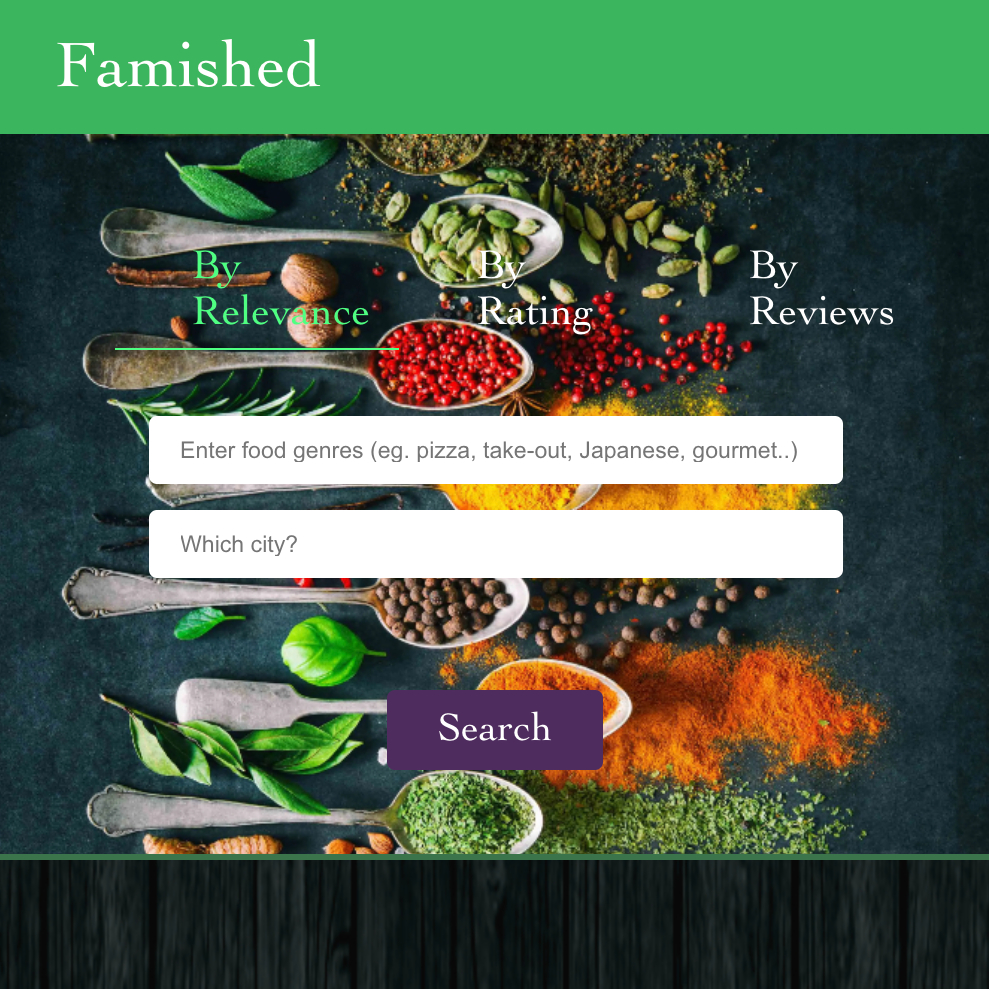 Famished
By
Relevance
By
Rating
By
Reviews
Enter food genres (eg. pizza, take-out, Japanese, gourmet..)
Which city?
Search